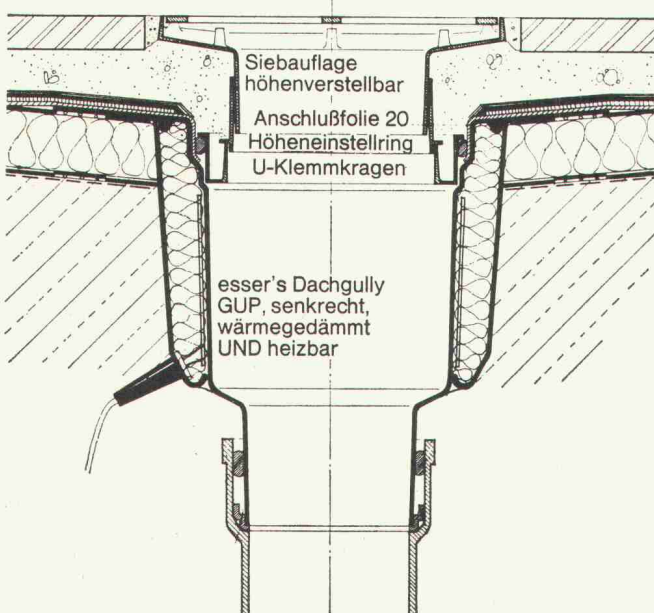 Siebauflage
höhenverstellbar
Anschlußfolie 20
Höheneinstellring
U-Klemmkragen
esser's Dachgully
GUP, senkrecht,
wärmegedämmt
UND heizbar